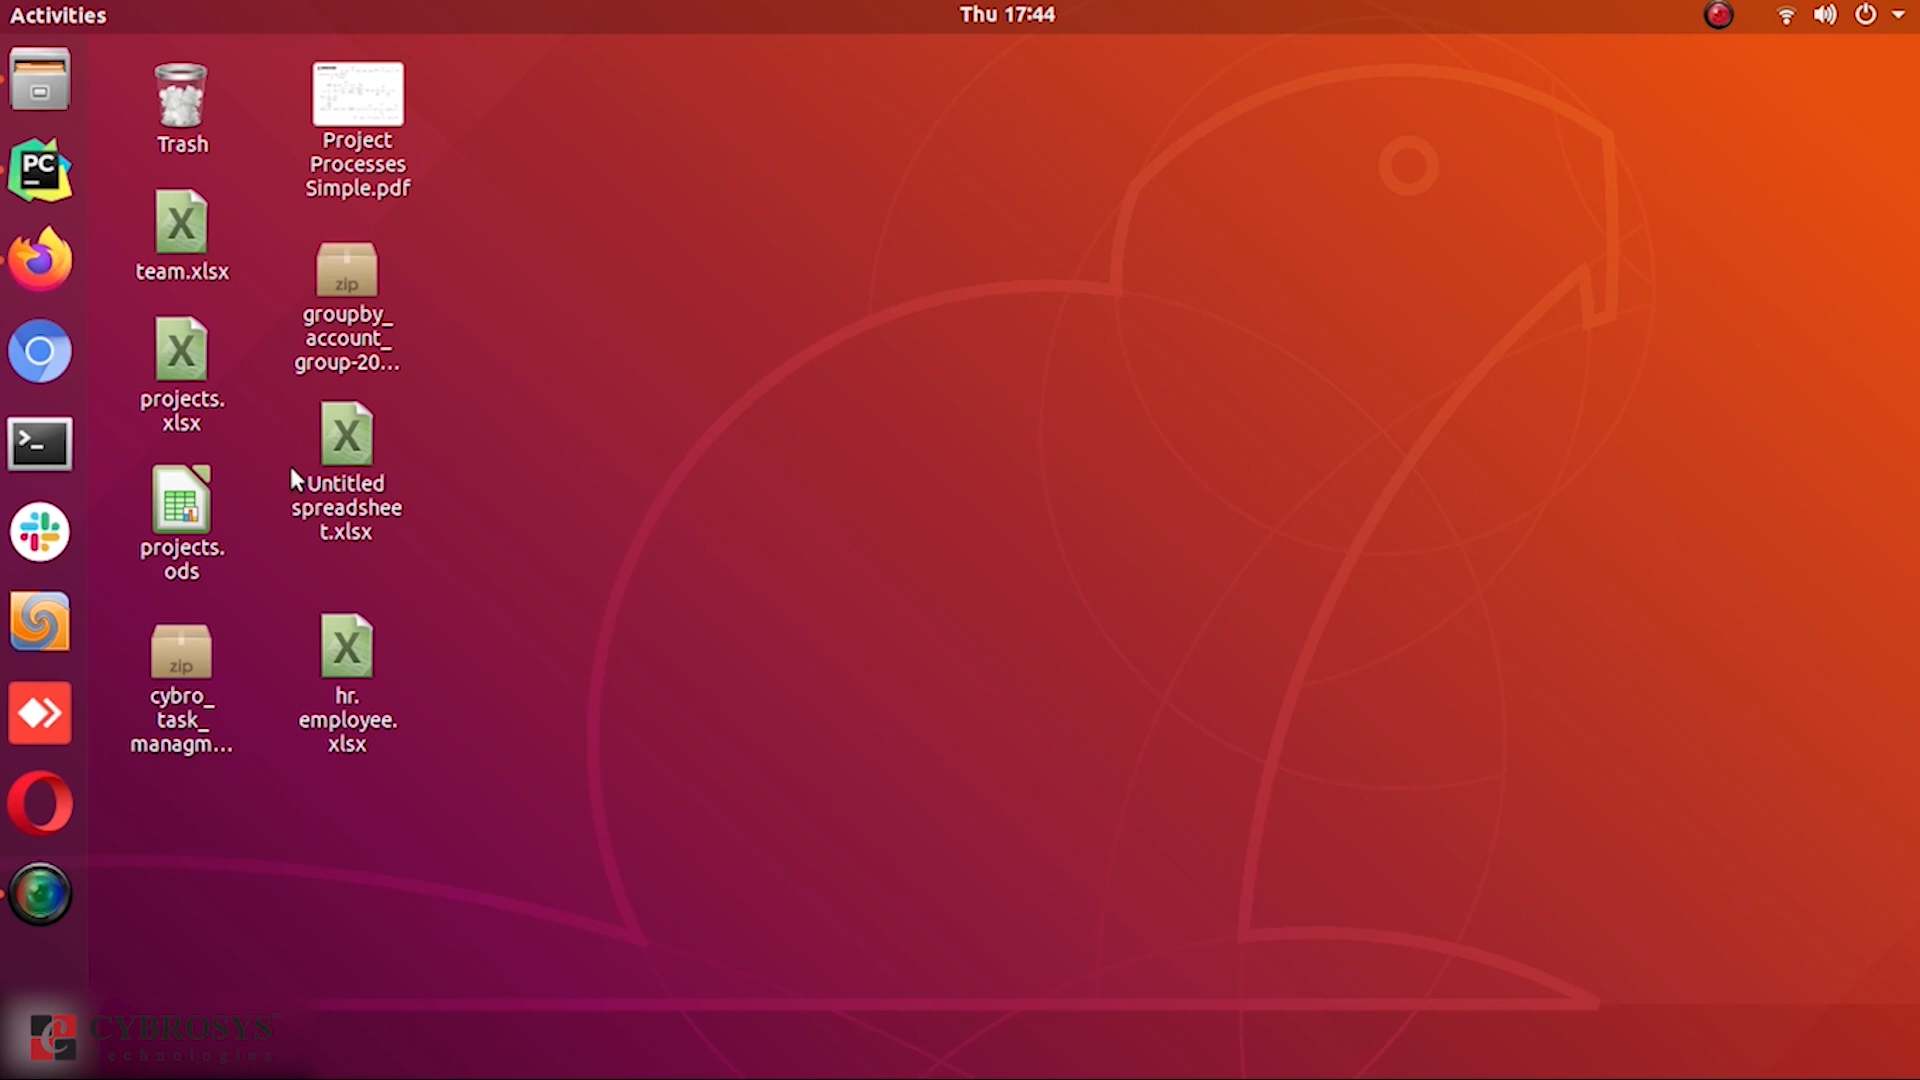 Activities
Thu 17:44
PC
Trash
team.xlsx
projects.
xlsx
projects.
ods
zip
cybro_
task_
managm...
Project
Processes
Simple.pdf
zip
groupby_
account_
group-20...
Untitled
spreadshee
t.xlsx
hr.
employee.
xlsx
CYBROSYS
Technologies